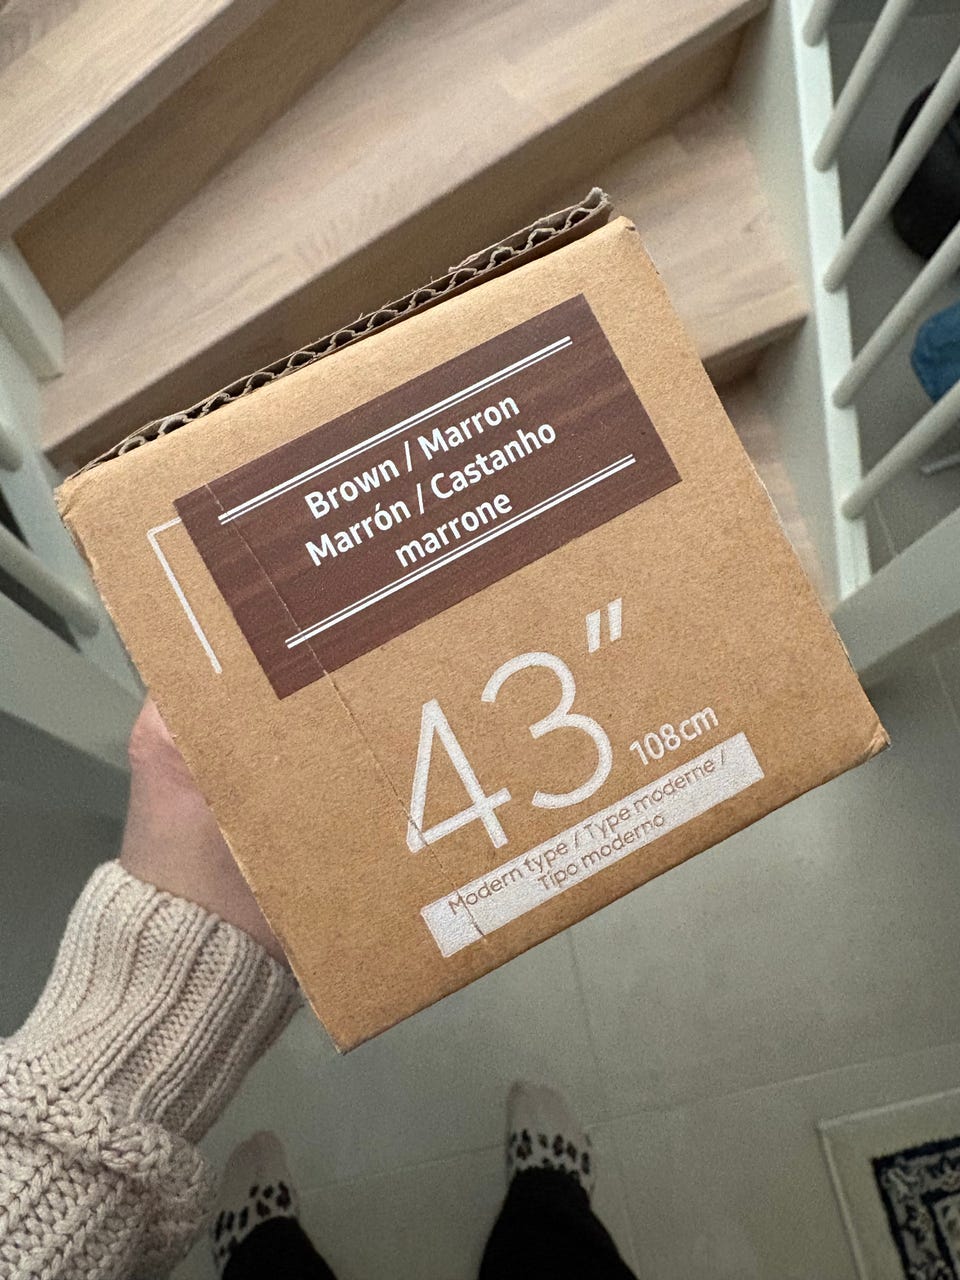 Brown / Marron
Marrón / Castanho
marrone
43"
108cm
Modern type / Type moderne /
Tipo moderno